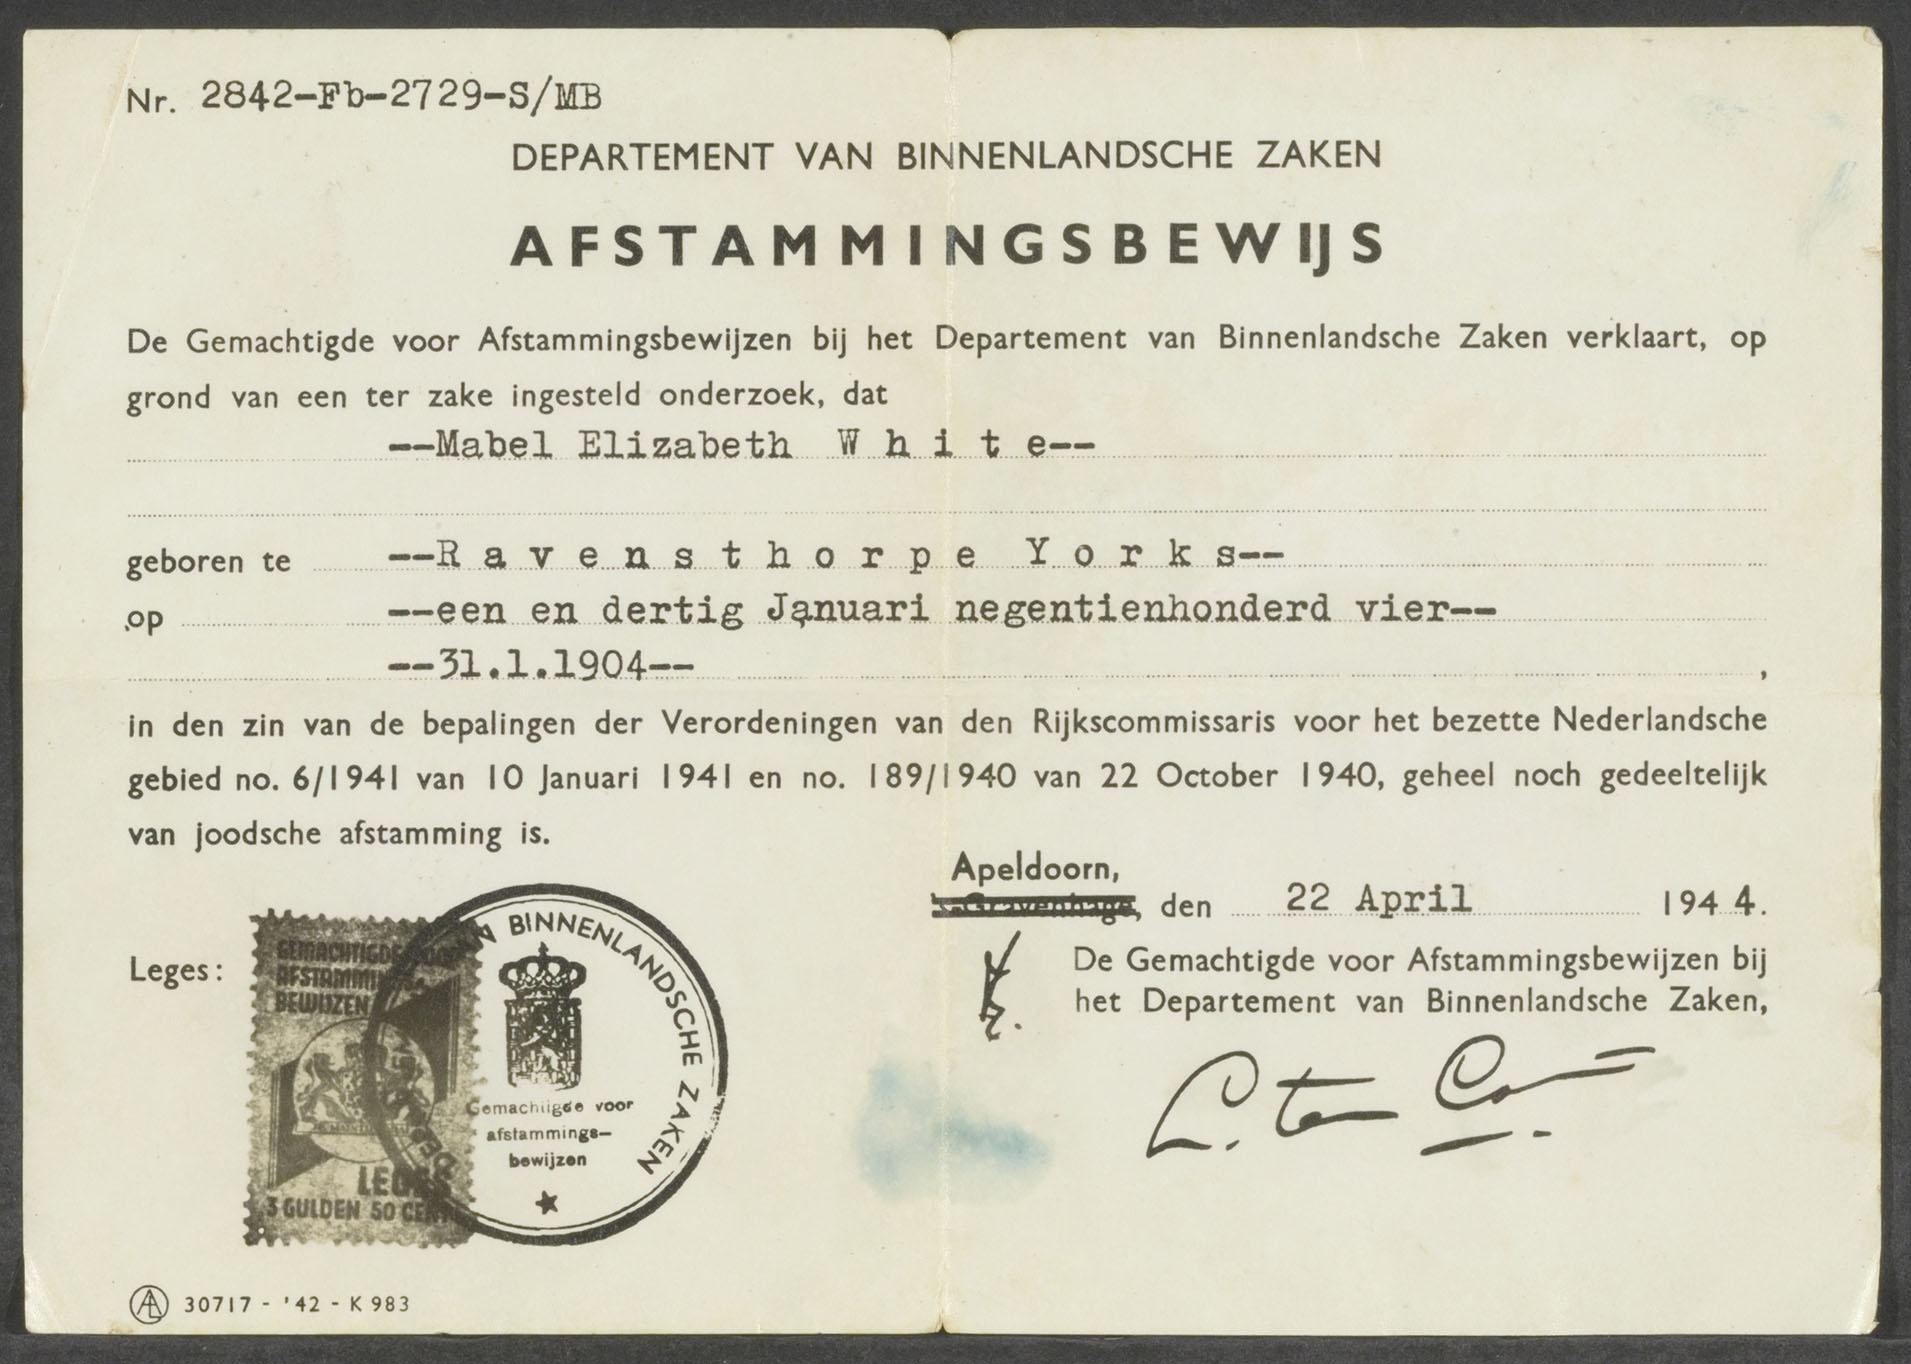 Nr. 2842-Fb-2729-S/MB
DEPARTEMENT VAN BINNENLANDSCHE ZAKEN
AFSTAMMINGSBEWIJS
De Gemachtigde voor Afstammingsbewijzen bij het Departement van Binnenlandsche Zaken verklaart, op
grond van een ter zake ingesteld onderzoek, dat
--Mabel Elizabeth W h i t e--
geboren te --R a v e n s t h o r p e Y o r k s--
op --een en dertig Januari negentienhonderd vier--
--31.1.1904-- ,
in den zin van de bepalingen der Verordeningen van den Rijkscommissaris voor het bezette Nederlandsche
gebied no. 6/1941 van 10 Januari 1941 en no. 189/1940 van 22 October 1940, geheel noch gedeeltelijk
van joodsche afstamming is.
Apeldoorn,
's-Gravenhage, den 22 April 1944.
De Gemachtigde voor Afstammingsbewijzen bij
het Departement van Binnenlandsche Zaken,
Leges:
GEMACHTIGDE VOOR
AFSTAMMINGS-
BEWIJZEN
LEGES
3 GULDEN 50 CENT
BINNENLANDSCHE ZAKEN
Gemachtigde voor
afstammings-
bewijzen
30717 - '42 - K 983